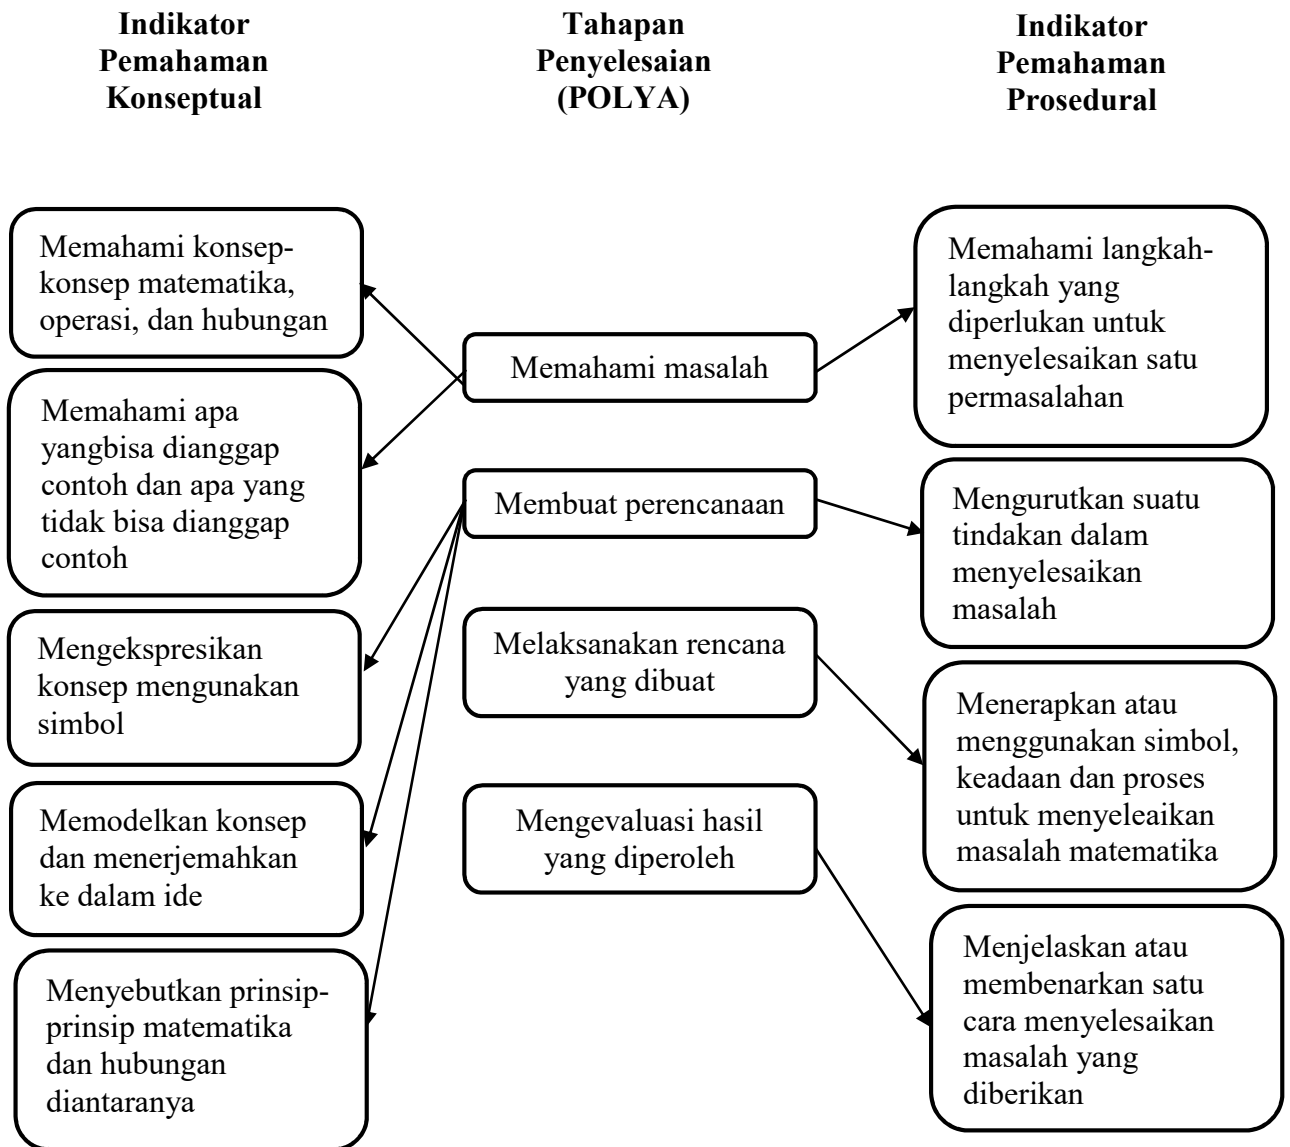 Indikator
Pemahaman
Konseptual
Tahapan
Penyelesaian
(POLYA)
Indikator
Pemahaman
Prosedural
Memahami konsep-
konsep matematika,
operasi, dan hubungan
Memahami apa
yangbisa dianggap
contoh dan apa yang
tidak bisa dianggap
contoh
Mengekspresikan
konsep mengunakan
simbol
Memodelkan konsep
dan menerjemahkan
ke dalam ide
Menyebutkan prinsip-
prinsip matematika
dan hubungan
diantaranya
Memahami masalah
Membuat perencanaan
Melaksanakan rencana
yang dibuat
Mengevaluasi hasil
yang diperoleh
Memahami langkah-
langkah yang
diperlukan untuk
menyelesaikan satu
permasalahan
Mengurutkan suatu
tindakan dalam
menyelesaikan
masalah
Menerapkan atau
menggunakan simbol,
keadaan dan proses
untuk menyeleaikan
masalah matematika
Menjelaskan atau
membenarkan satu
cara menyelesaikan
masalah yang
diberikan